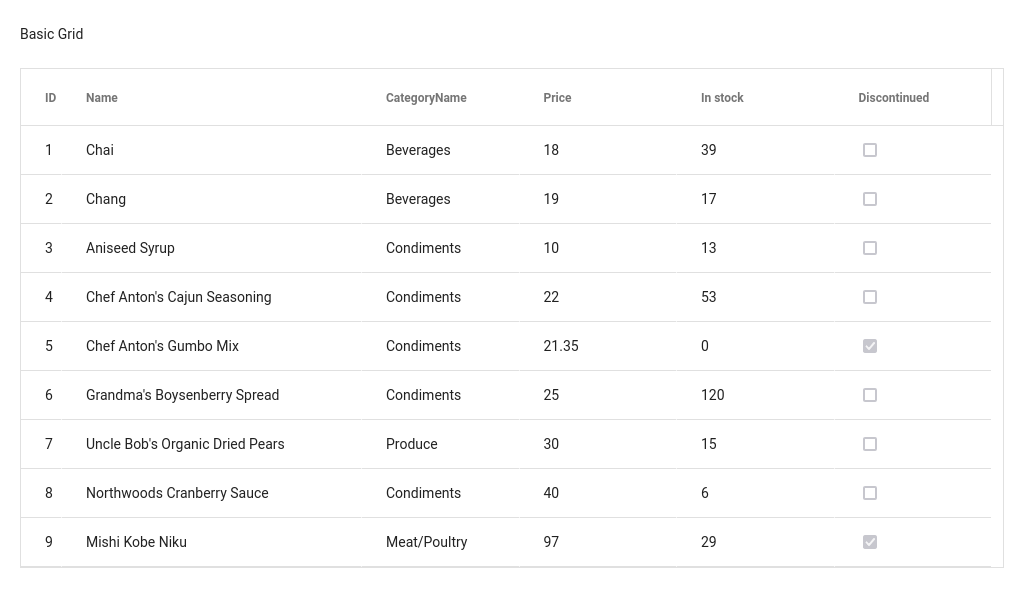 Basic Grid
ID Name CategoryName Price In stock Discontinued
1 Chai Beverages 18 39
2 Chang Beverages 19 17
3 Aniseed Syrup Condiments 10 13
4 Chef Anton's Cajun Seasoning Condiments 22 53
5 Chef Anton's Gumbo Mix Condiments 21.35 0
6 Grandma's Boysenberry Spread Condiments 25 120
7 Uncle Bob's Organic Dried Pears Produce 30 15
8 Northwoods Cranberry Sauce Condiments 40 6
9 Mishi Kobe Niku Meat/Poultry 97 29